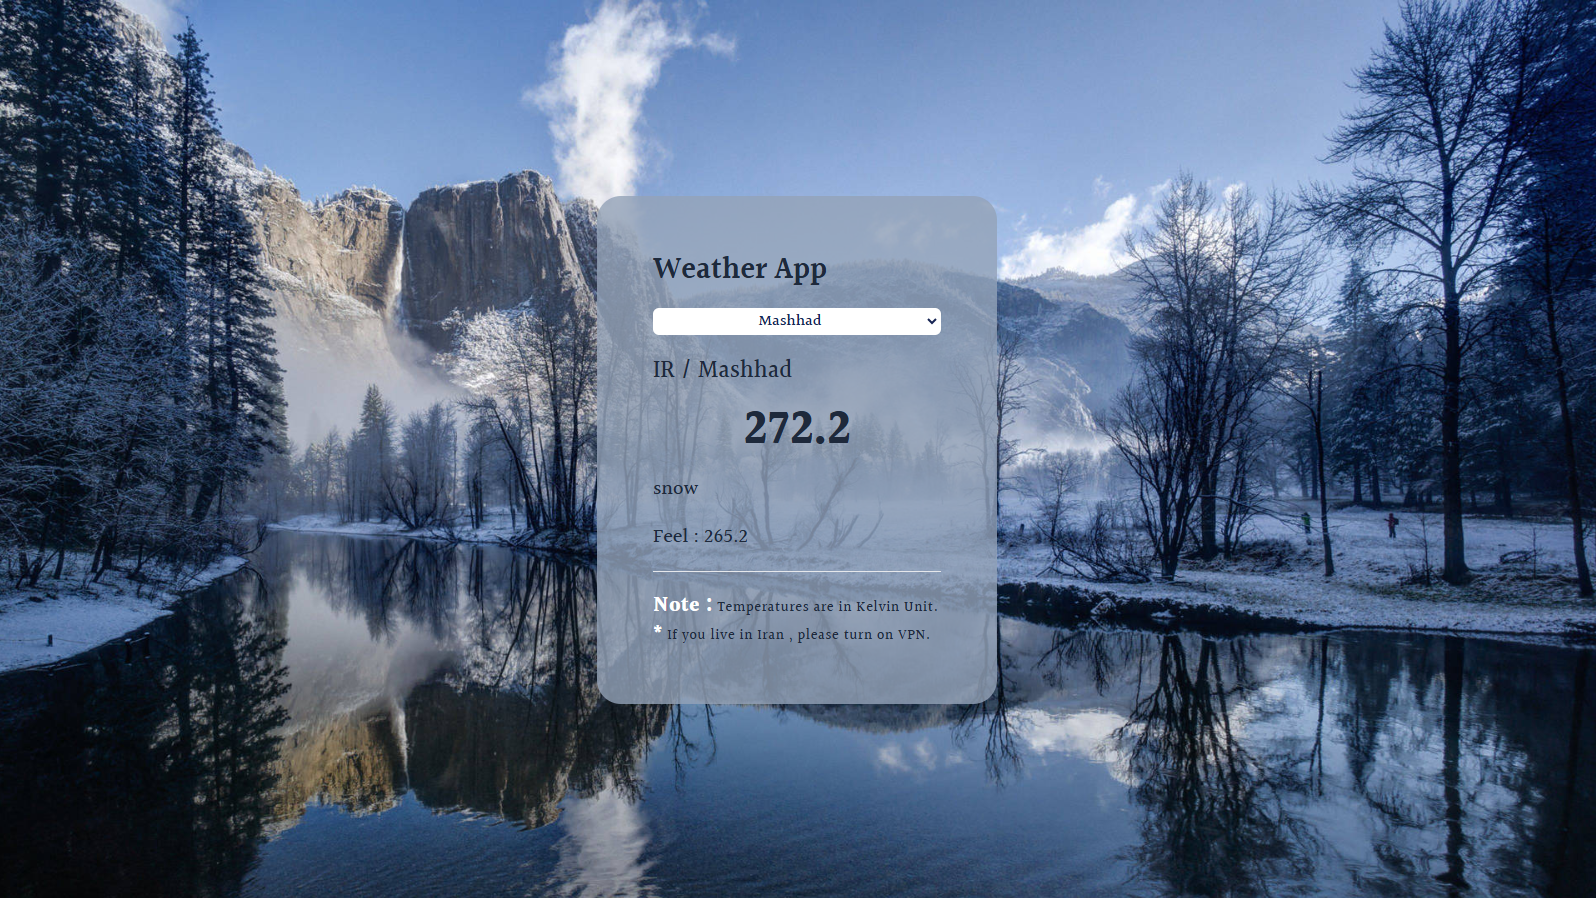 Weather App
Mashhad
IR / Mashhad
272.2
snow
Feel : 265.2
Note : Temperatures are in Kelvin Unit.
* If you live in Iran , please turn on VPN.